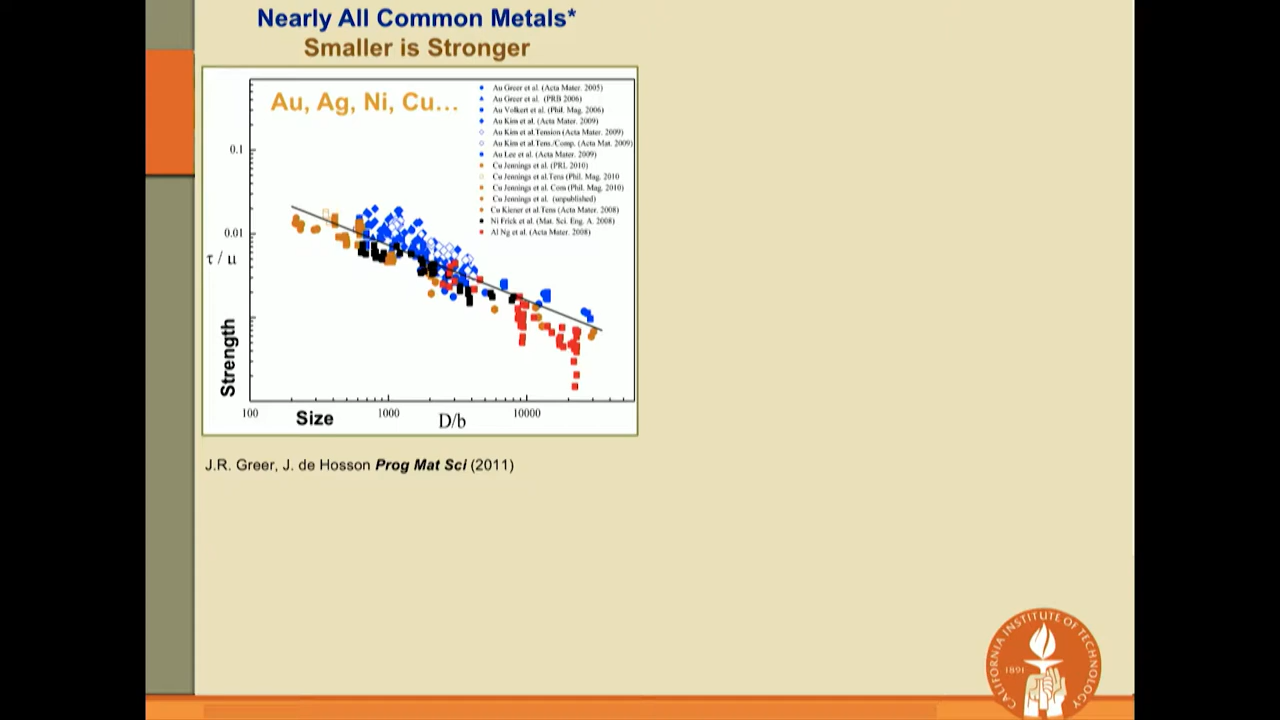 Nearly All Common Metals*
Smaller is Stronger
Au, Ag, Ni, Cu…
Au Greer et al. (Acta Mater. 2005)
Au Greer et al. (PRB 2006)
Au Volkert et al. (Phil. Mag. 2006)
Au Kim et al. (Acta Mater. 2009)
Au Kim et al.Tension (Acta Mater. 2009)
Au Kim et al.Tens./Comp. (Acta Mat. 2009)
Au Lee et al. (Acta Mater. 2009)
Cu Jennings et al. (PRL 2010)
Cu Jennings et al.Tens (Phil. Mag. 2010
Cu Jennings et al. Com (Phil. Mag. 2010)
Cu Jennings et al. (unpublished)
Cu Kiener et al.Tens (Acta Mater. 2008)
Ni Frick et al. (Mat. Sci. Eng. A. 2008)
Al Ng et al. (Acta Mater. 2008)
0.1
0.01
τ / u
Strength
100
1000
10000
Size
D/b
J.R. Greer, J. de Hosson Prog Mat Sci (2011)
CALIFORNIA INSTITUTE OF TECHNOLOGY
1891